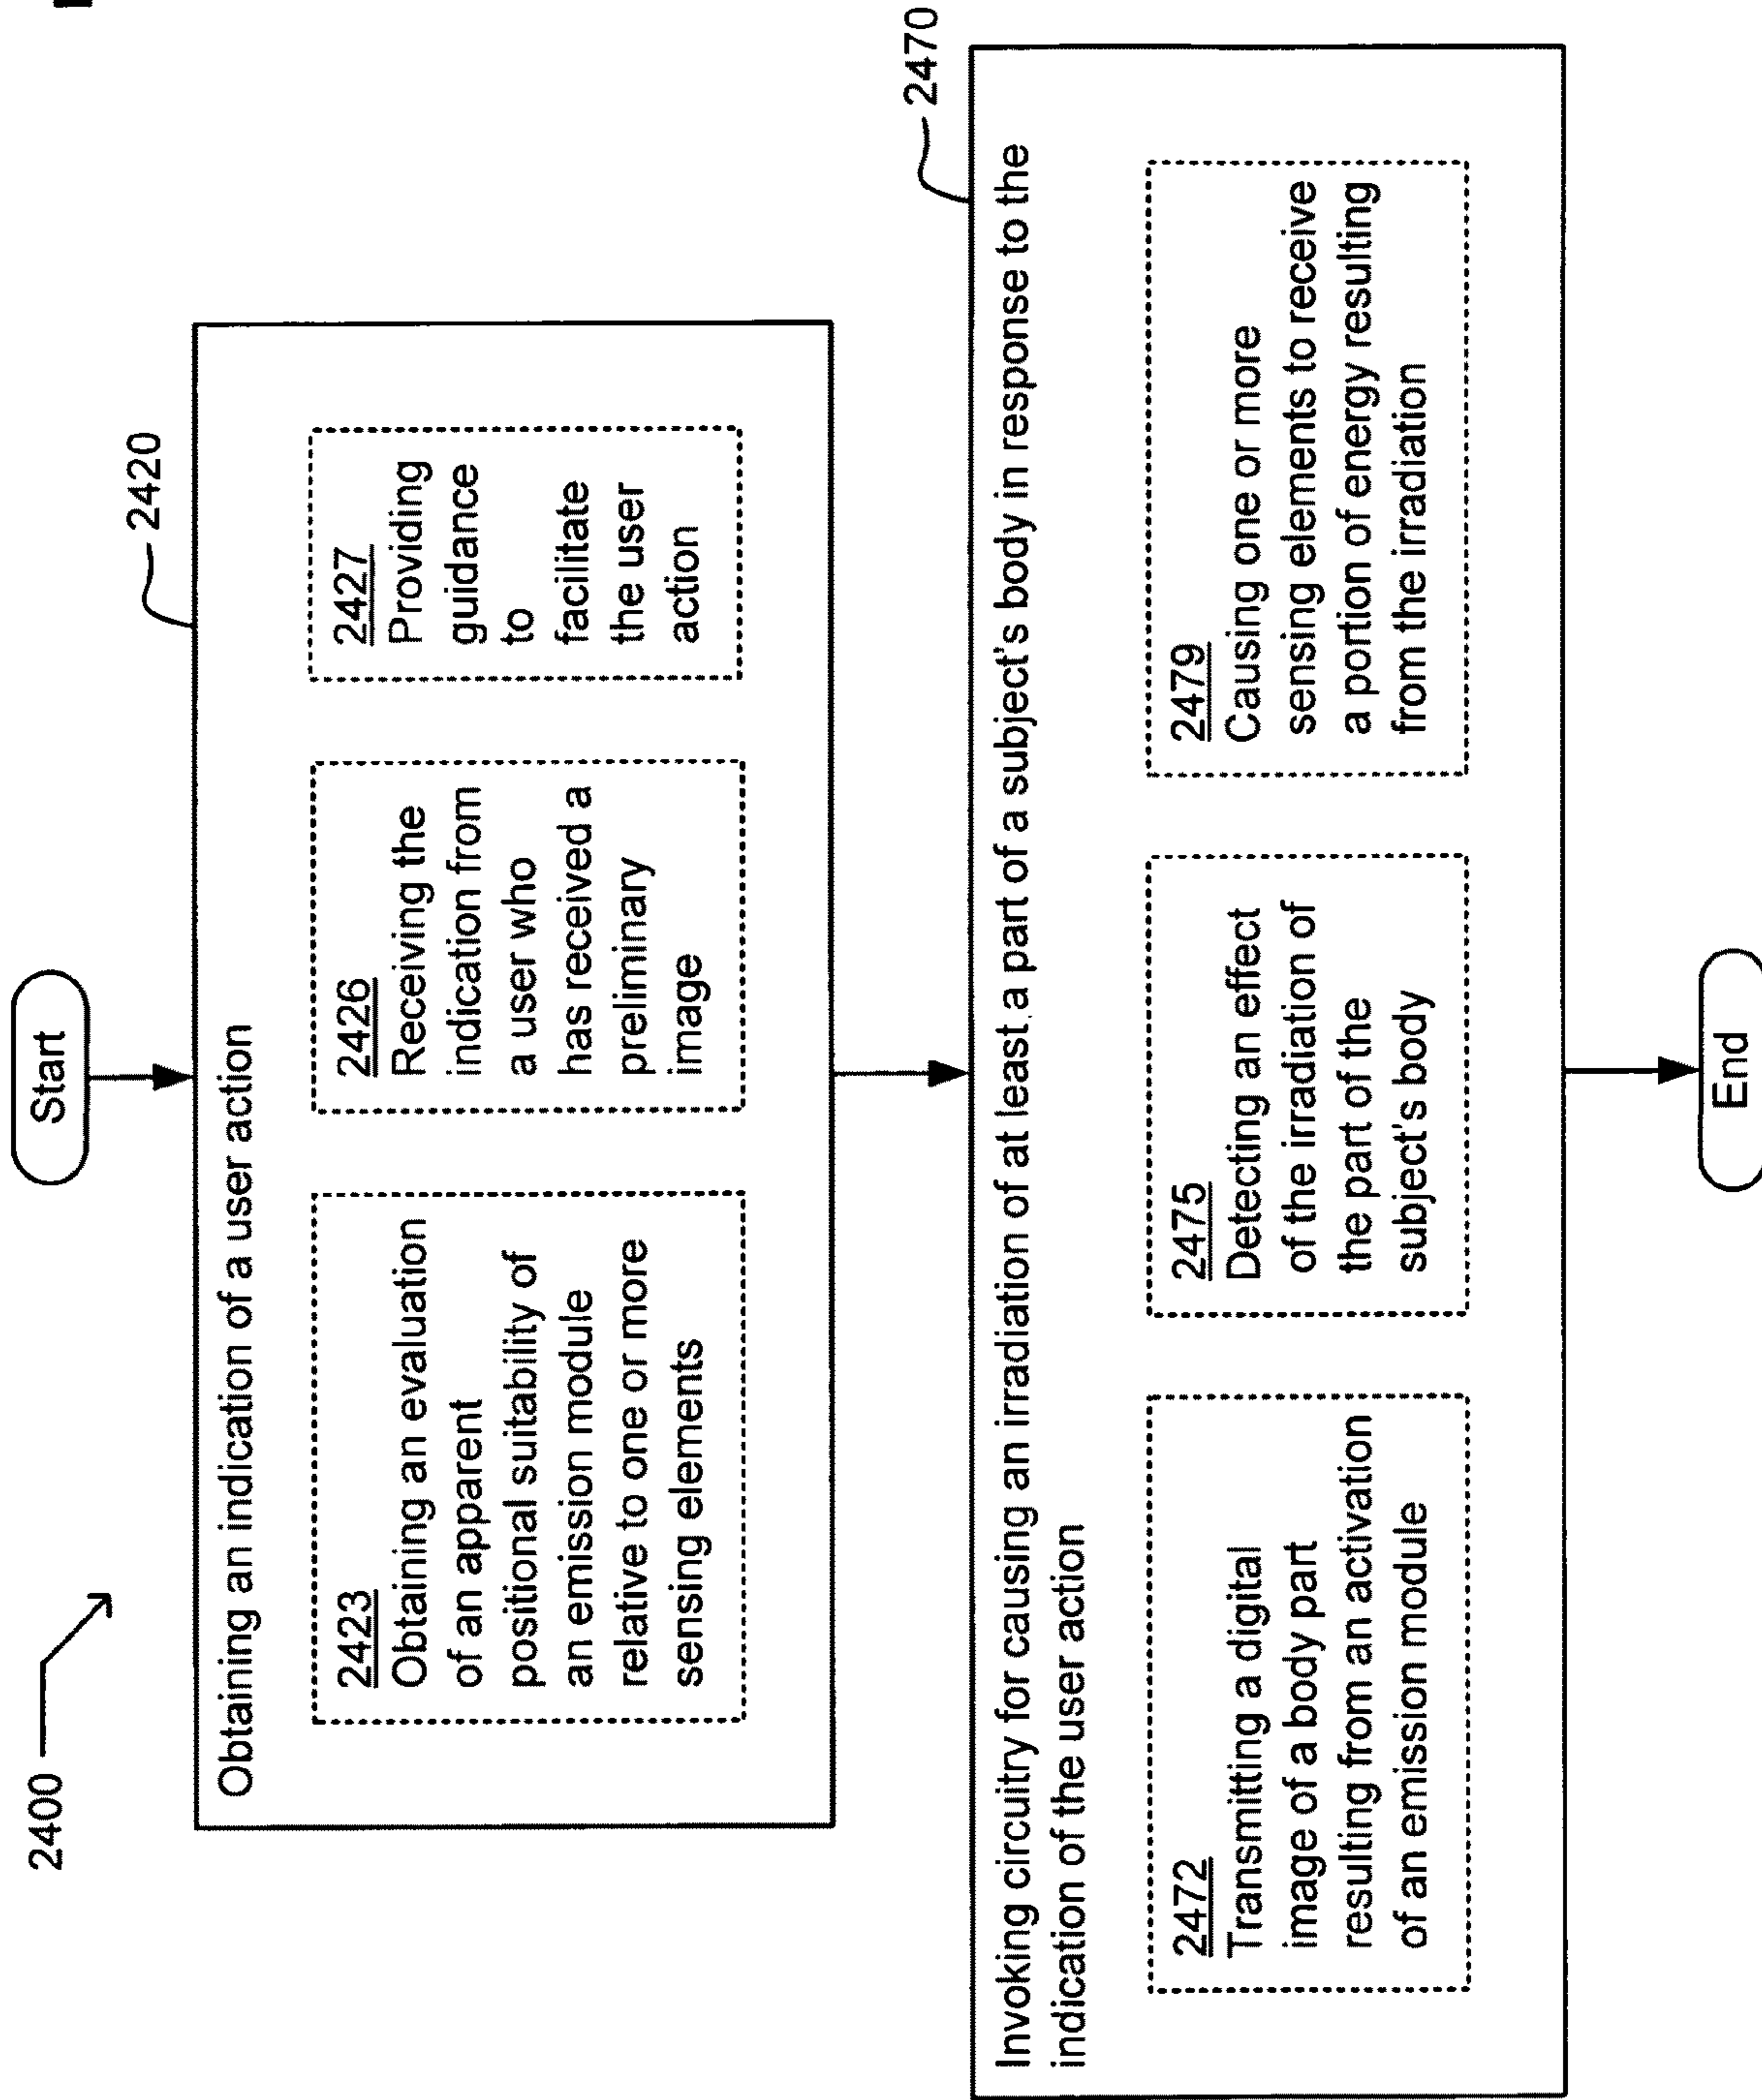 2400
Start
2420
Obtaining an indication of a user action
2423
Obtaining an evaluation
of an apparent
positional suitability of
an emission module
relative to one or more
sensing elements
2426
Receiving the
indication from
a user who
has received a
preliminary
image
2427
Providing
guidance
to
facilitate
the user
action
2470
Invoking circuitry for causing an irradiation of at least a part of a subject's body in response to the
indication of the user action
2472
Transmitting a digital
image of a body part
resulting from an activation
of an emission module
2475
Detecting an effect
of the irradiation of
the part of the
subject's body
2479
Causing one or more
sensing elements to receive
a portion of energy resulting
from the irradiation
End